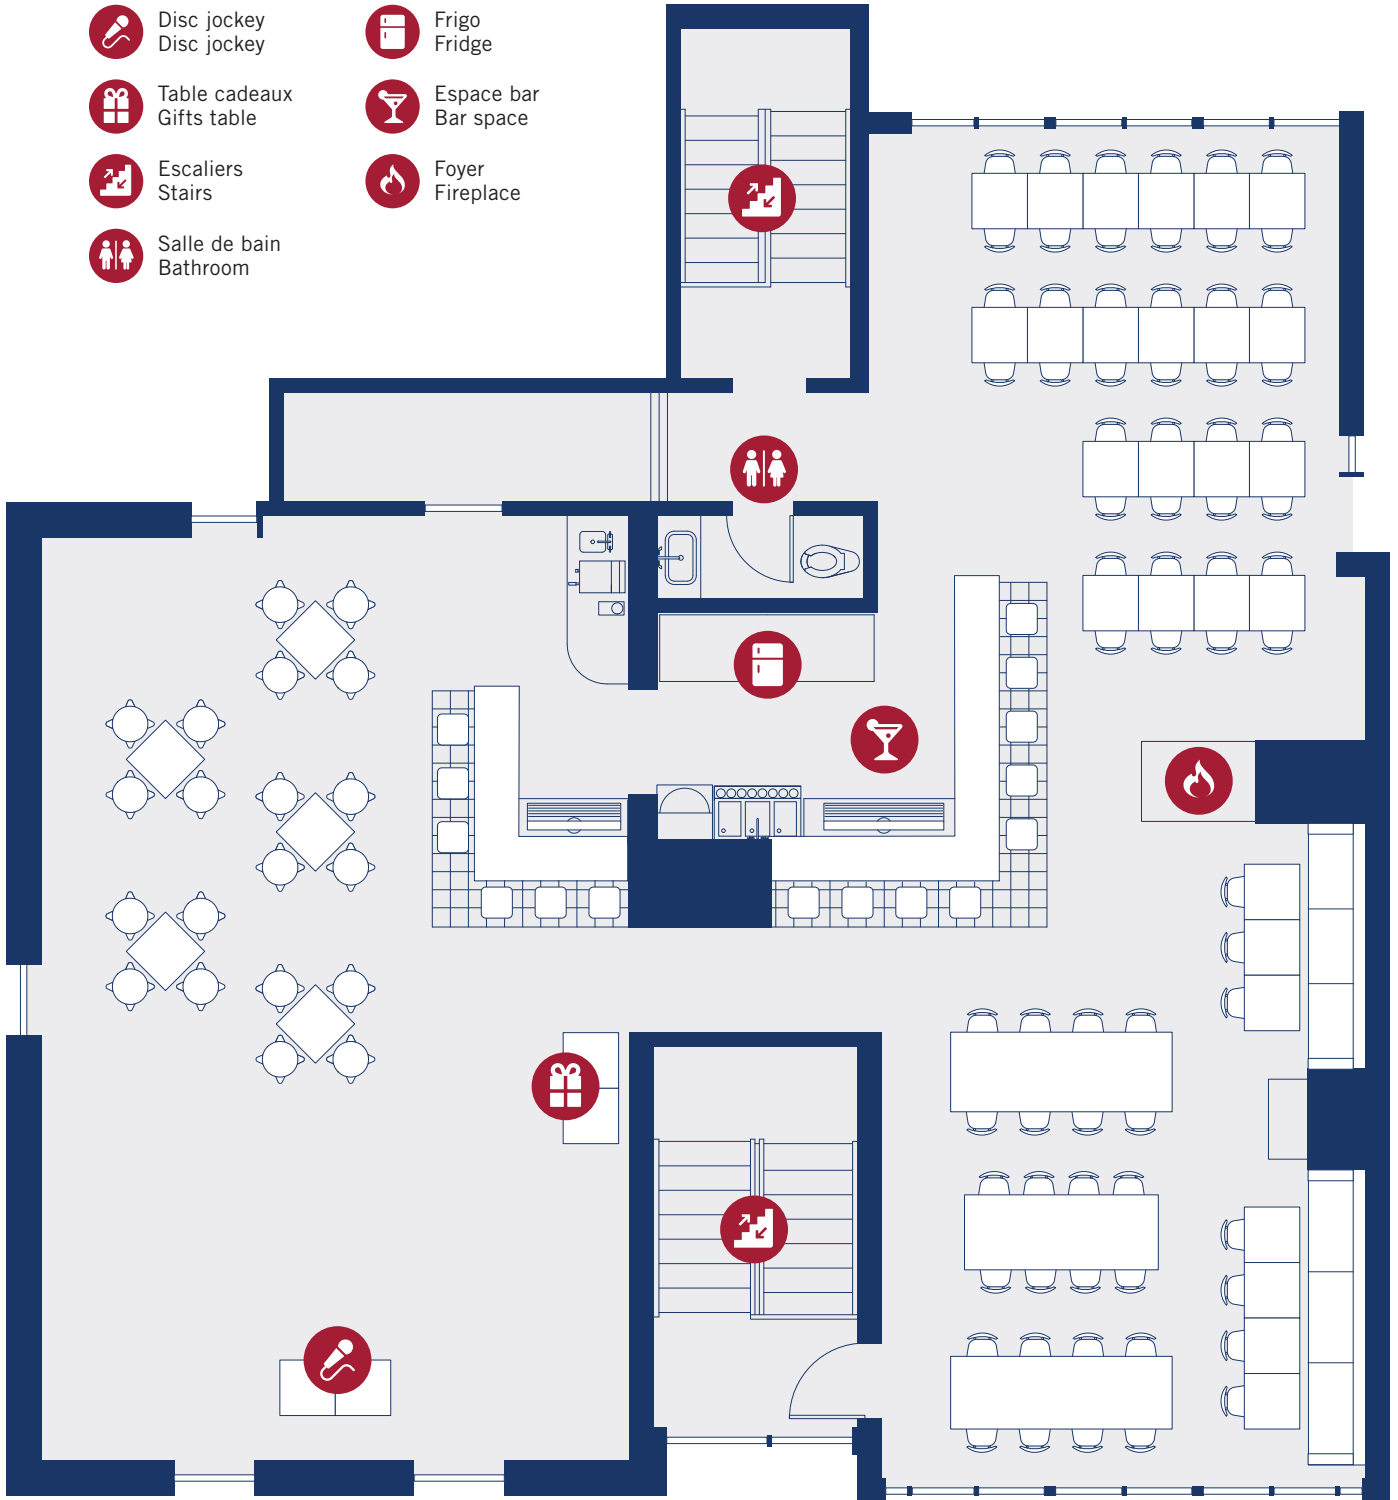 Disc jockey
Disc jockey
Table cadeaux
Gifts table
Escaliers
Stairs
Salle de bain
Bathroom
Frigo
Fridge
Espace bar
Bar space
Foyer
Fireplace